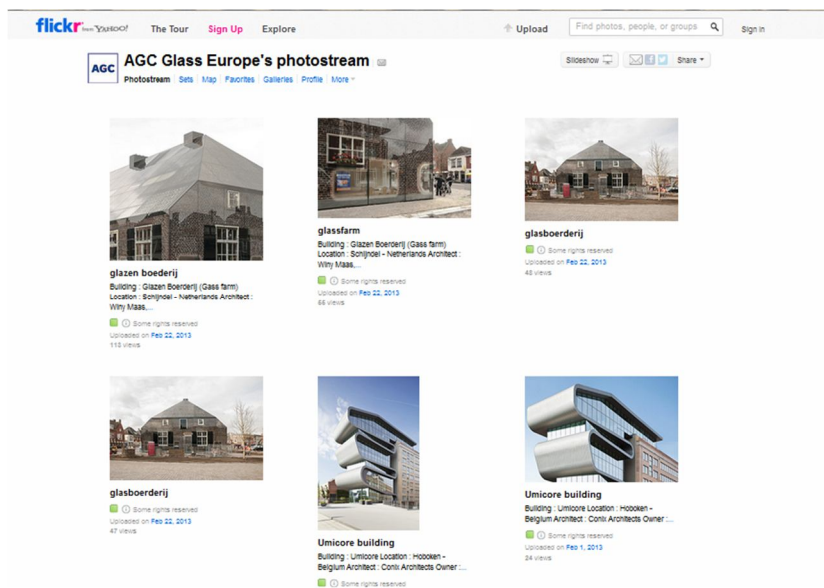 flickr from YAHOO!
The Tour
Sign Up
Explore
Upload
Find photos, people, or groups
Sign In
AGC
AGC Glass Europe's photostream
Photostream Sets Map Favorites Galleries Profile More
Slideshow
Share
glazen boederij
Building : Glazen Boerderij (Gass farm)
Location : Schijndel - Netherlands Architect :
Winy Maas,...
Some rights reserved
Uploaded on Feb 22, 2013
113 views
glassfarm
Building : Glazen Boerderij (Gass farm)
Location : Schijndel - Netherlands Architect :
Winy Maas,...
Some rights reserved
Uploaded on Feb 22, 2013
66 views
glasboerderij
Some rights reserved
Uploaded on Feb 22, 2013
48 views
glasboerderij
Some rights reserved
Uploaded on Feb 22, 2013
47 views
Umicore building
Building : Umicore Location : Hoboken -
Belgium Architect : Conix Architects Owner :...
Some rights reserved
Umicore building
Building : Umicore Location : Hoboken -
Belgium Architect : Conix Architects Owner :...
Some rights reserved
Uploaded on Feb 1, 2013
24 views